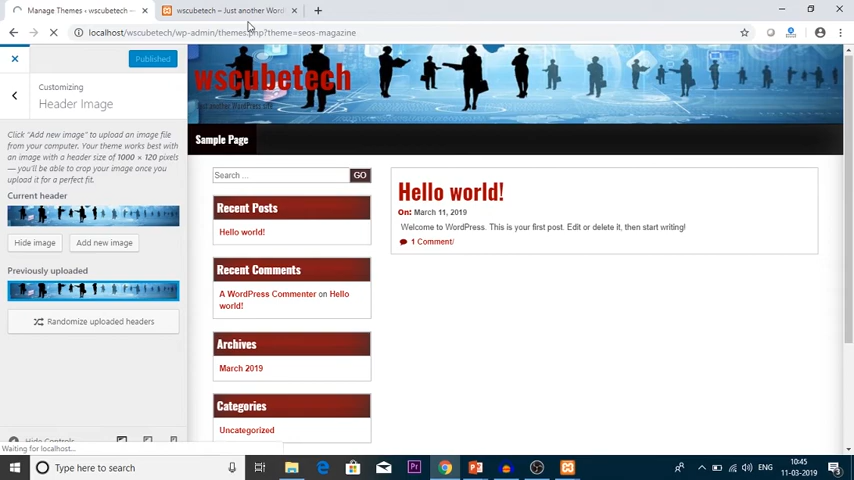 Manage Themes ‹ wscubetech —
wscubetech – Just another Word
localhost/wscubetech/wp-admin/themes.php?theme=seos-magazine
Published
Customizing
Header Image
Click "Add new image" to upload an image file
from your computer. Your theme works best
with an image with a header size of 1000 × 120 pixels
— you'll be able to crop your image once you
upload it for a perfect fit.
Current header
Hide image
Add new image
Previously uploaded
Randomize uploaded headers
Hide Controls
Waiting for localhost...
wscubetech
Just another WordPress site
Sample Page
Search ...
GO
Recent Posts
Hello world!
Recent Comments
A WordPress Commenter on Hello
world!
Archives
March 2019
Categories
Uncategorized
Hello world!
On: March 11, 2019
Welcome to WordPress. This is your first post. Edit or delete it, then start writing!
1 Comment/
Type here to search
Pr
ENG
10:45
11-03-2019
3